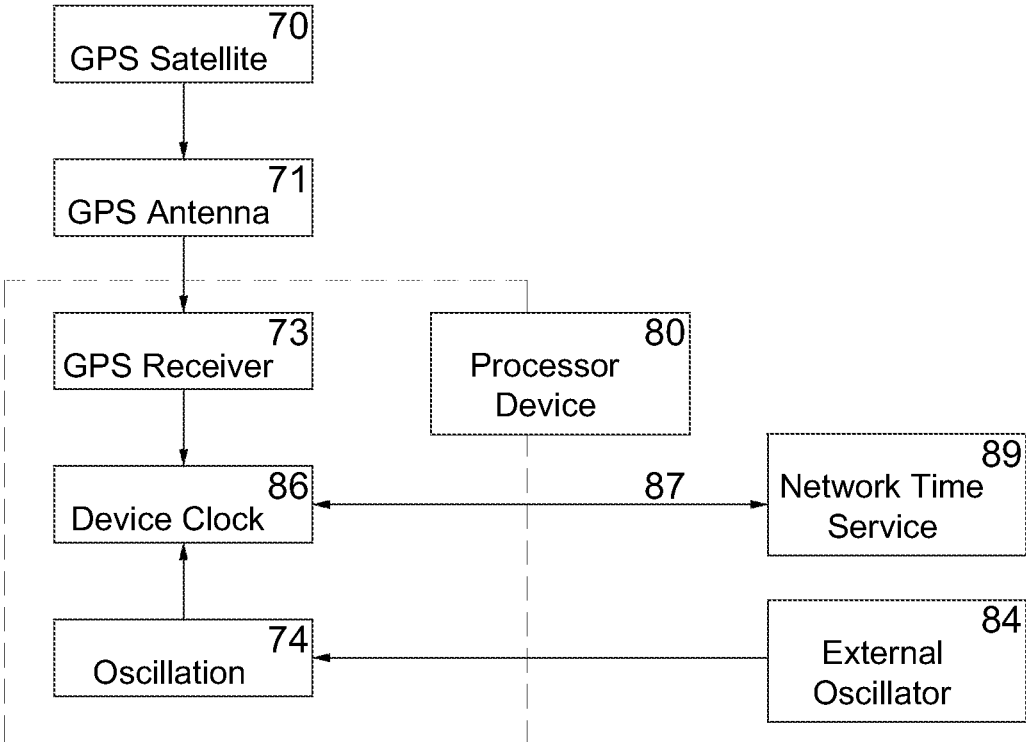 70
GPS Satellite
71
GPS Antenna
73
GPS Receiver
80
Processor
Device
86
Device Clock
87
89
Network Time
Service
74
Oscillation
84
External
Oscillator